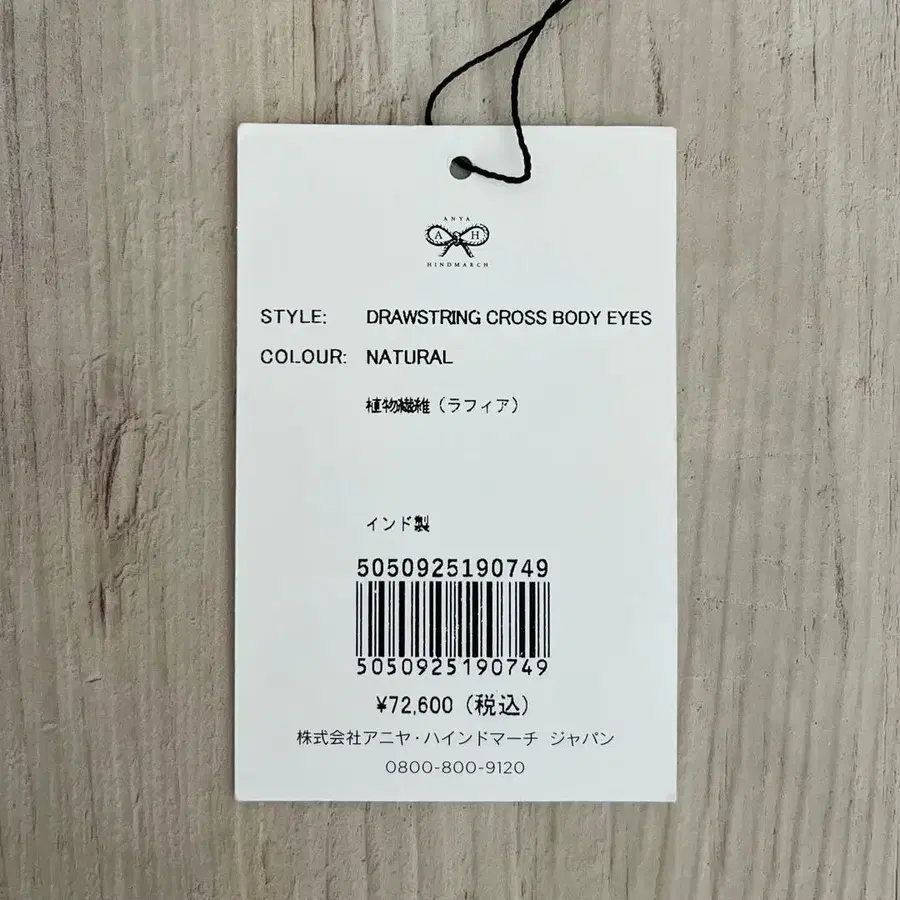 ANYA
A H
HINDMARCH
STYLE: DRAWSTRING CROSS BODY EYES
COLOUR: NATURAL
植物繊維（ラフィア）
インド製
5050925190749
5050925190749
¥72,600（税込）
株式会社アニヤ・ハインドマーチ ジャパン
0800-800-9120